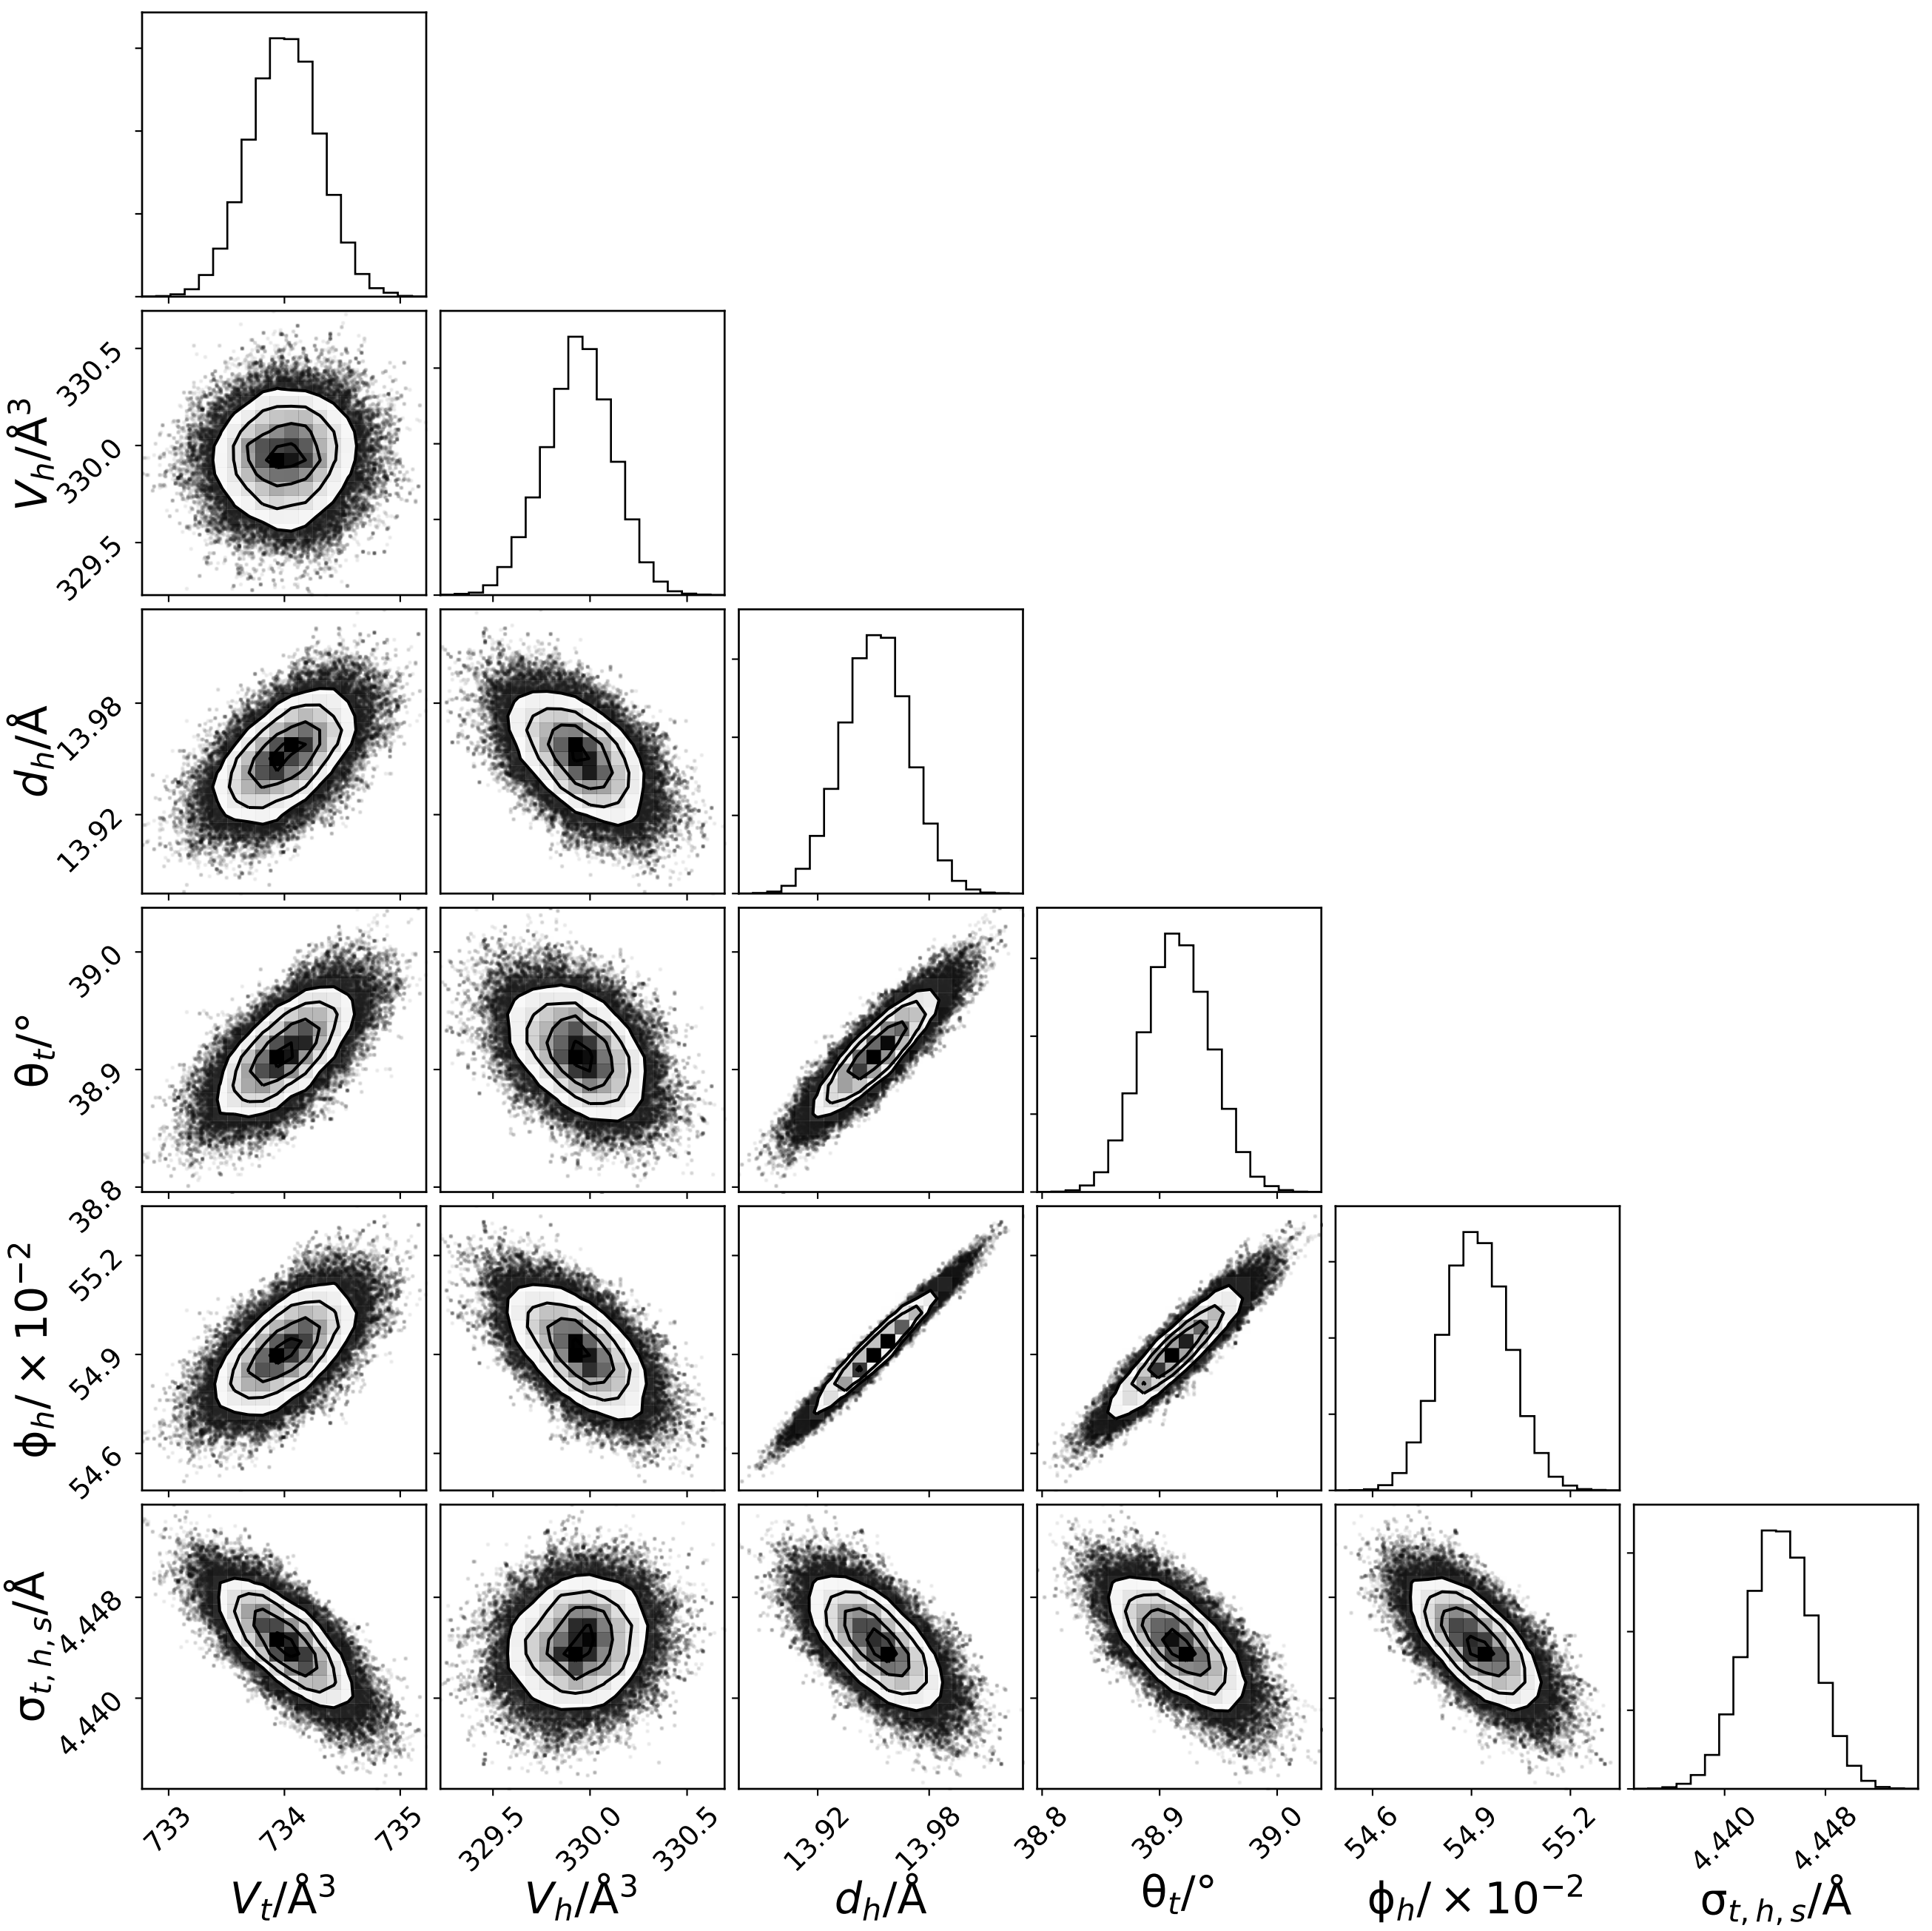 V_h/Å^3
330.5
330.0
329.5
d_h/Å
13.98
13.92
θ_t/°
39.0
38.9
38.8
ϕ_h/ × 10^{−2}
55.2
54.9
54.6
σ_{t, h, s}/Å
4.448
4.440
733 734 735 329.5 330.0 330.5 13.92 13.98 38.8 38.9 39.0 54.6 54.9 55.2 4.440 4.448
V_t/Å^3 V_h/Å^3 d_h/Å θ_t/° ϕ_h/ × 10^{−2} σ_{t, h, s}/Å